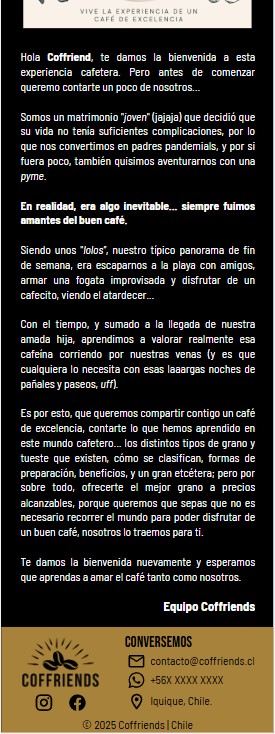 VIVE LA EXPERIENCIA DE UN
CAFÉ DE EXCELENCIA
Hola Coffriend, te damos la bienvenida a esta
experiencia cafetera. Pero antes de comenzar
queremo contarte un poco de nosotros...
Somos un matrimonio "joven" (jajaja) que decidió que
su vida no tenía suficientes complicaciones, por lo
que nos convertimos en padres pandemials, y por si
fuera poco, también quisimos aventurarnos con una
pyme.
En realidad, era algo inevitable... siempre fuimos
amantes del buen café.
Siendo unos "lolos", nuestro típico panorama de fin
de semana, era escaparnos a la playa con amigos,
armar una fogata improvisada y disfrutar de un
cafecito, viendo el atardecer...
Con el tiempo, y sumado a la llegada de nuestra
amada hija, aprendimos a valorar realmente esa
cafeína corriendo por nuestras venas (y es que
cualquiera lo necesita con esas laaargas noches de
pañales y paseos, uff).
Es por esto, que queremos compartir contigo un café
de excelencia, contarte lo que hemos aprendido en
este mundo cafetero... los distintos tipos de grano y
tueste que existen, cómo se clasifican, formas de
preparación, beneficios, y un gran etcétera; pero por
sobre todo, ofrecerte el mejor grano a precios
alcanzables, porque queremos que sepas que no es
necesario recorrer el mundo para poder disfrutar de
un buen café, nosotros lo traemos para ti.
Te damos la bienvenida nuevamente y esperamos
que aprendas a amar el café tanto como nosotros.
Equipo Coffriends
COFFRIENDS
CONVERSEMOS
contacto@coffriends.cl
+56X XXXX XXXX
Iquique, Chile.
© 2025 Coffriends | Chile